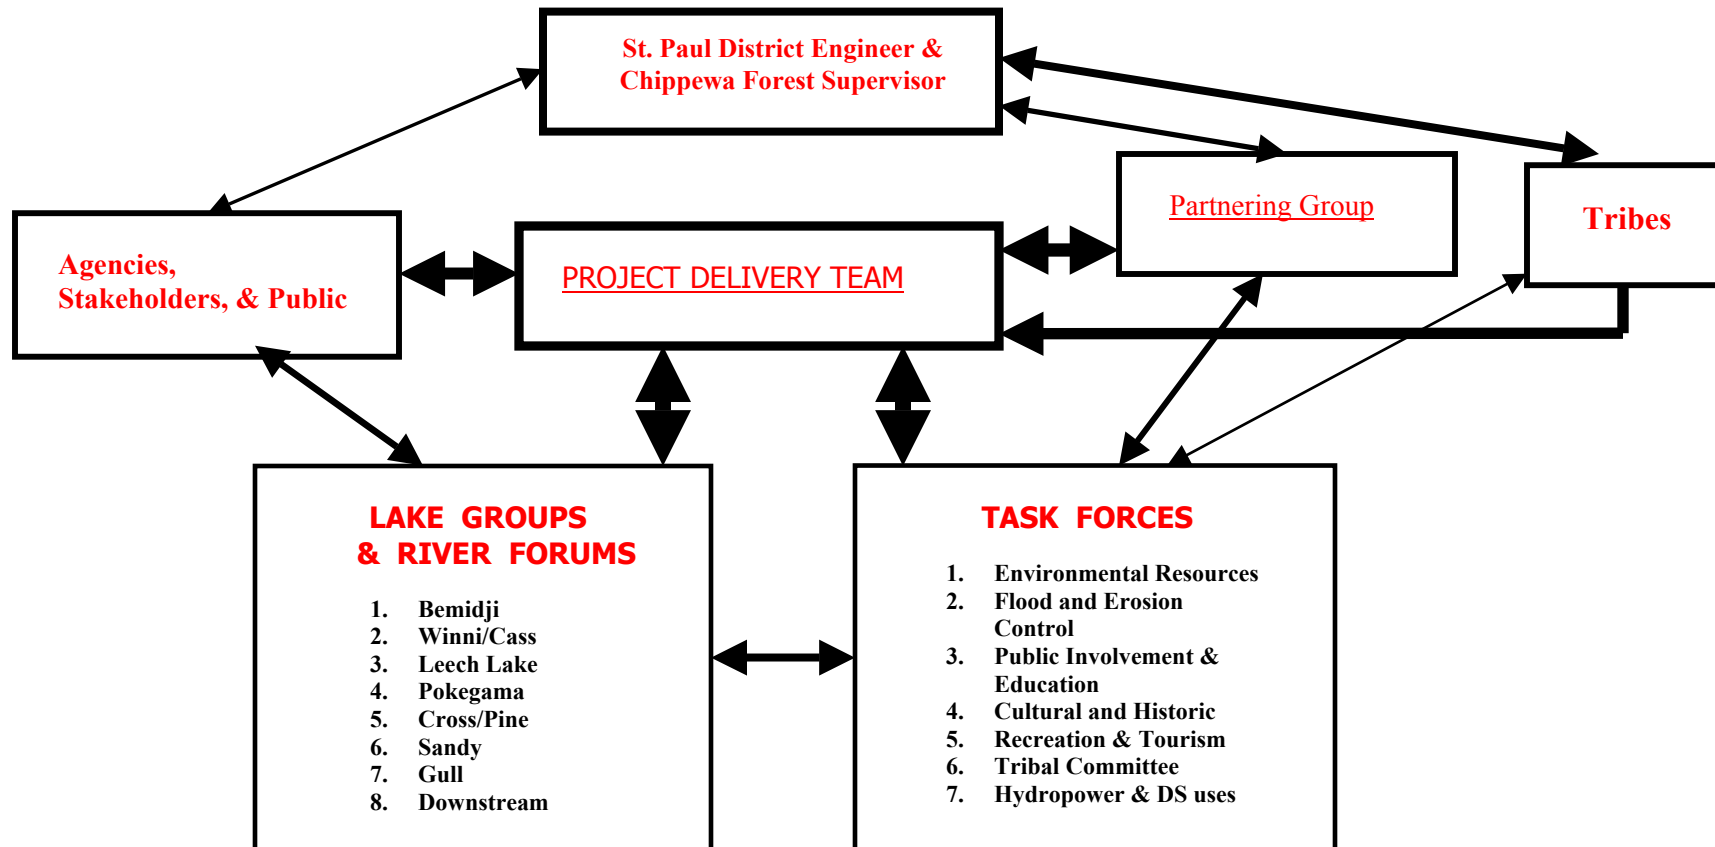 St. Paul District Engineer &
Chippewa Forest Supervisor
Partnering Group
Tribes
Agencies,
Stakeholders, & Public
PROJECT DELIVERY TEAM
LAKE GROUPS
& RIVER FORUMS
1. Bemidji
2. Winni/Cass
3. Leech Lake
4. Pokegama
5. Cross/Pine
6. Sandy
7. Gull
8. Downstream
TASK FORCES
1. Environmental Resources
2. Flood and Erosion
Control
3. Public Involvement &
Education
4. Cultural and Historic
5. Recreation & Tourism
6. Tribal Committee
7. Hydropower & DS uses